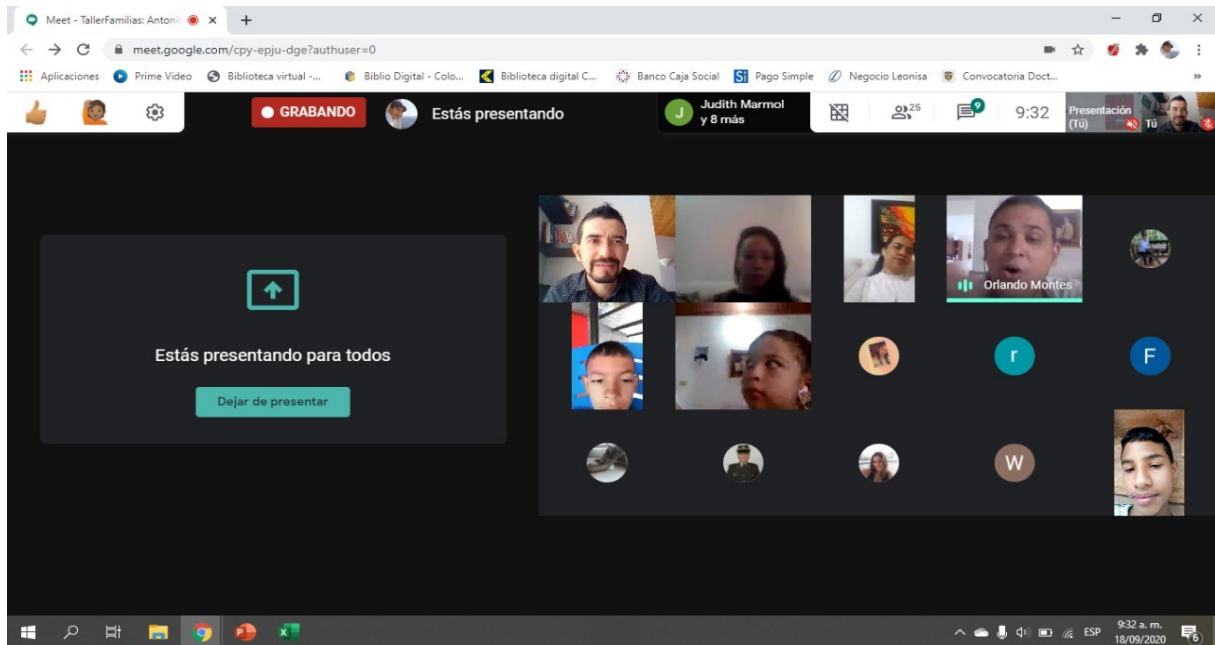 Meet - TallerFamilias: Antoni
meet.google.com/cpy-epju-dge?authuser=0
Aplicaciones
Prime Video
Biblioteca virtual -...
Biblio Digital - Colo...
Biblioteca digital C...
Banco Caja Social
Si
Pago Simple
Negocio Leonisa
Convocatoria Doct...
»
GRABANDO
Estás presentando
J
Judith Marmol
y 8 más
25
9
9:32
Presentación
(Tú)
Tú
Estás presentando para todos
Dejar de presentar
Orlando Montes
r
F
W
ESP
9:32 a. m.
18/09/2020
6